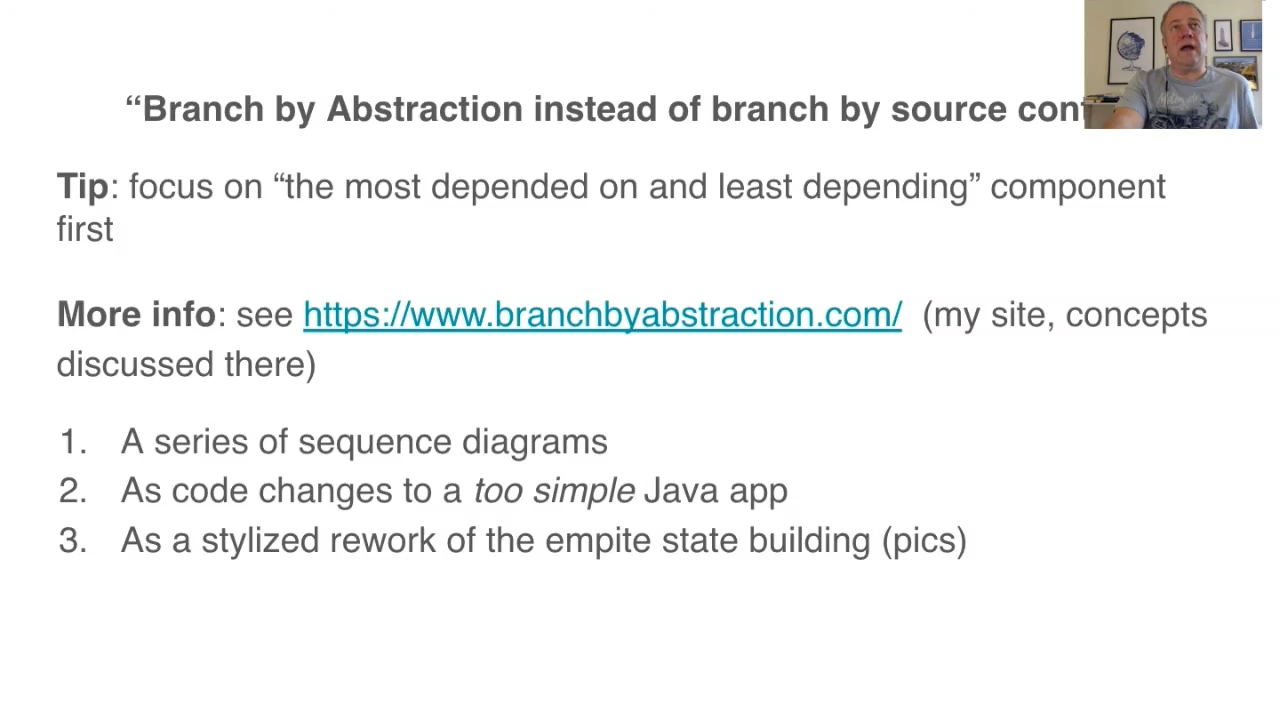 “Branch by Abstraction instead of branch by source
Tip: focus on “the most depended on and least depending” component
first
More info: see https://www.branchbyabstraction.com/ (my site, concepts
discussed there)
1. A series of sequence diagrams
2. As code changes to a too simple Java app
3. As a stylized rework of the empite state building (pics)